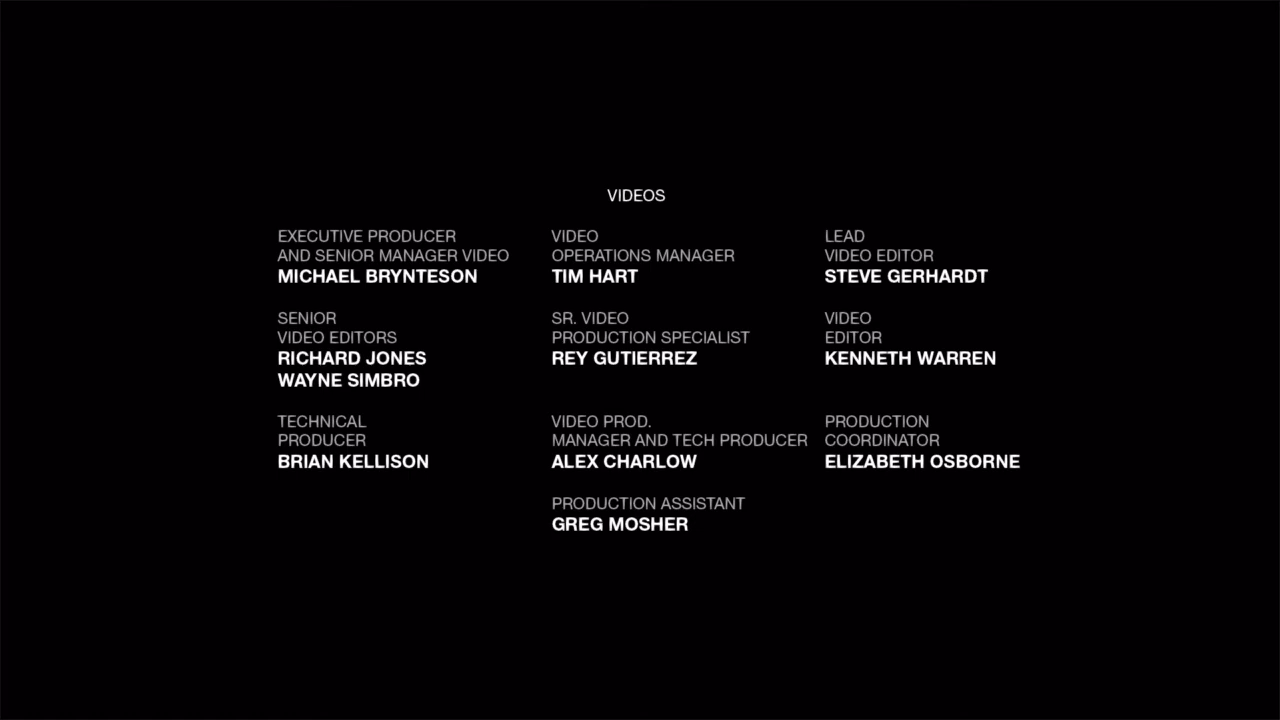 VIDEOS
EXECUTIVE PRODUCER
AND SENIOR MANAGER VIDEO
MICHAEL BRYNTESON
VIDEO
OPERATIONS MANAGER
TIM HART
LEAD
VIDEO EDITOR
STEVE GERHARDT
SENIOR
VIDEO EDITORS
RICHARD JONES
WAYNE SIMBRO
SR. VIDEO
PRODUCTION SPECIALIST
REY GUTIERREZ
VIDEO
EDITOR
KENNETH WARREN
TECHNICAL
PRODUCER
BRIAN KELLISON
VIDEO PROD.
MANAGER AND TECH PRODUCER
ALEX CHARLOW
PRODUCTION
COORDINATOR
ELIZABETH OSBORNE
PRODUCTION ASSISTANT
GREG MOSHER